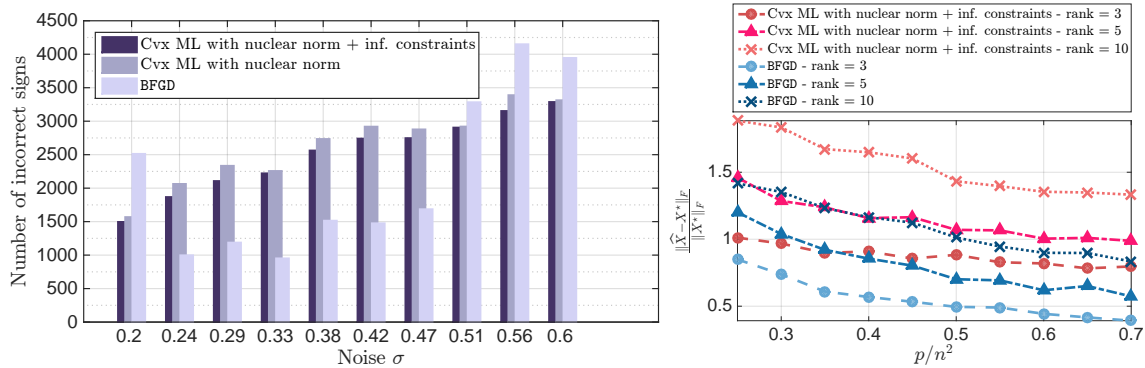 Cvx ML with nuclear norm + inf. constraints
Cvx ML with nuclear norm
BFGD
Number of incorrect signs
4500
4000
3500
3000
2500
2000
1500
1000
500
0
0.2 0.24 0.29 0.33 0.38 0.42 0.47 0.51 0.56 0.6
Noise σ
Cvx ML with nuclear norm + inf. constraints - rank = 3
Cvx ML with nuclear norm + inf. constraints - rank = 5
Cvx ML with nuclear norm + inf. constraints - rank = 10
BFGD - rank = 3
BFGD - rank = 5
BFGD - rank = 10
‖X̂−X⋆‖F
‖X⋆‖F
1.5
1
0.5
0.3 0.4 0.5 0.6 0.7
p/n²